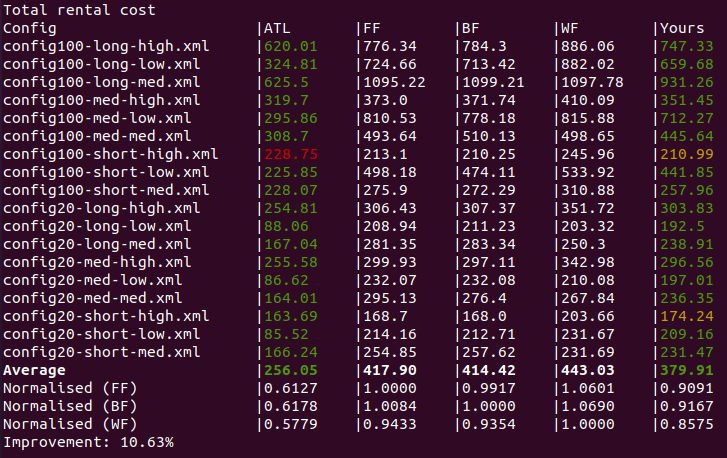 Total rental cost
Config |ATL |FF |BF |WF |Yours
config100-long-high.xml |620.01 |776.34 |784.3 |886.06 |747.33
config100-long-low.xml |324.81 |724.66 |713.42 |882.02 |659.68
config100-long-med.xml |625.5 |1095.22 |1099.21 |1097.78 |931.26
config100-med-high.xml |319.7 |373.0 |371.74 |410.09 |351.45
config100-med-low.xml |295.86 |810.53 |778.18 |815.88 |712.27
config100-med-med.xml |308.7 |493.64 |510.13 |498.65 |445.64
config100-short-high.xml |228.75 |213.1 |210.25 |245.96 |210.99
config100-short-low.xml |225.85 |498.18 |474.11 |533.92 |441.85
config100-short-med.xml |228.07 |275.9 |272.29 |310.88 |257.96
config20-long-high.xml |254.81 |306.43 |307.37 |351.72 |303.83
config20-long-low.xml |88.06 |208.94 |211.23 |203.32 |192.5
config20-long-med.xml |167.04 |281.35 |283.34 |250.3 |238.91
config20-med-high.xml |255.58 |299.93 |297.11 |342.98 |296.56
config20-med-low.xml |86.62 |232.07 |232.08 |210.08 |197.01
config20-med-med.xml |164.01 |295.13 |276.4 |267.84 |236.35
config20-short-high.xml |163.69 |168.7 |168.0 |203.66 |174.24
config20-short-low.xml |85.52 |214.16 |212.71 |231.67 |209.16
config20-short-med.xml |166.24 |254.85 |257.62 |231.69 |231.47
Average |256.05 |417.90 |414.42 |443.03 |379.91
Normalised (FF) |0.6127 |1.0000 |0.9917 |1.0601 |0.9091
Normalised (BF) |0.6178 |1.0084 |1.0000 |1.0690 |0.9167
Normalised (WF) |0.5779 |0.9433 |0.9354 |1.0000 |0.8575
Improvement: 10.63%